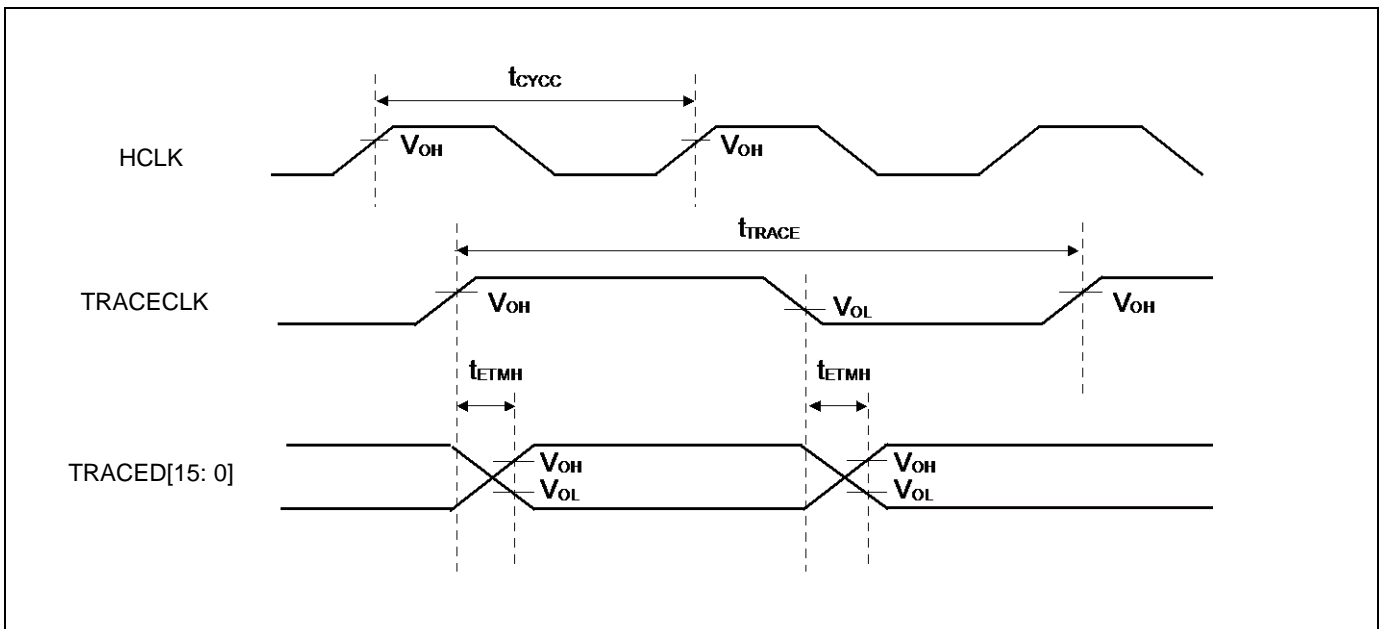 tCYCC
HCLK
VOH
VOH
tTRACE
TRACECLK
VOH
VOL
VOH
tETMH
tETMH
TRACED[15: 0]
VOH
VOH
VOL
VOL